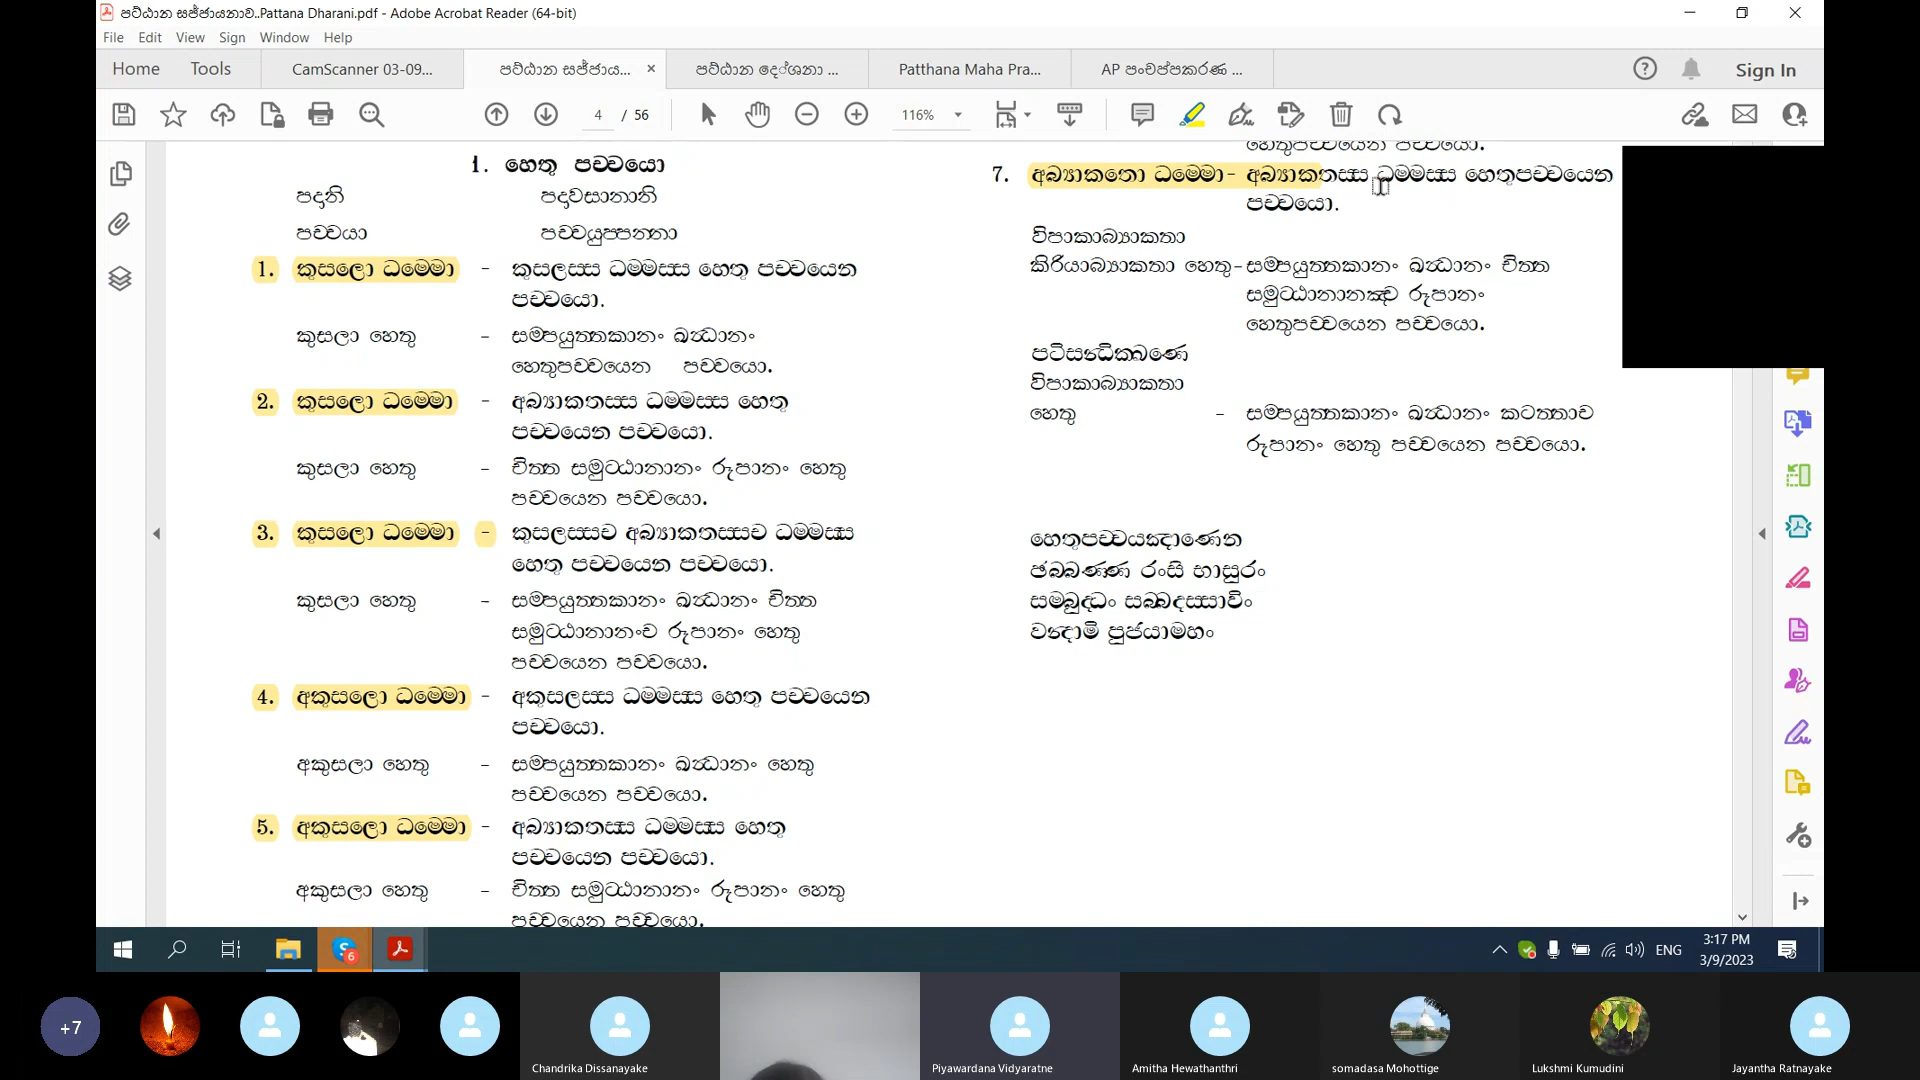 පට්ඨාන සජ්ඣායනාව..Pattana Dharani.pdf - Adobe Acrobat Reader (64-bit)
File Edit View Sign Window Help
Home Tools CamScanner 03-09... පට්ඨාන සජ්ඣාය... × පට්ඨාන දේශනා ... Patthana Maha Pra... AP පංචප්පකරණ ... Sign In
4 / 56 116%
1. හෙතු පච්චයො
පදනි පදාවසානානි
පච්චයා පච්චයුප්පන්නා
1. කුසලො ධම්මො - කුසලස්ස ධම්මස්ස හෙතු පච්චයෙන
පච්චයො.
කුසලා හෙතු - සම්පයුත්තකානං ඛන්ධානං
හෙතුපච්චයෙන පච්චයො.
2. කුසලො ධම්මො - අබ්‍යාකතස්ස ධම්මස්ස හෙතු
පච්චයෙන පච්චයො.
කුසලා හෙතු - චිත්ත සමුට්ඨානානං රූපානං හෙතු
පච්චයෙන පච්චයො.
3. කුසලො ධම්මො - කුසලස්සච අබ්‍යාකතස්සච ධම්මස්ස
හෙතු පච්චයෙන පච්චයො.
කුසලා හෙතු - සම්පයුත්තකානං ඛන්ධානං චිත්ත
සමුට්ඨානානංච රූපානං හෙතු
පච්චයෙන පච්චයො.
4. අකුසලො ධම්මො - අකුසලස්ස ධම්මස්ස හෙතු පච්චයෙන
පච්චයො.
අකුසලා හෙතු - සම්පයුත්තකානං ඛන්ධානං හෙතු
පච්චයෙන පච්චයො.
5. අකුසලො ධම්මො - අබ්‍යාකතස්ස ධම්මස්ස හෙතු
පච්චයෙන පච්චයො.
අකුසලා හෙතු - චිත්ත සමුට්ඨානානං රූපානං හෙතු
පච්චයෙන පච්චයො.
හෙතුපච්චයෙන පච්චයො.
7. අබ්‍යාකතො ධම්මො - අබ්‍යාකතස්ස ධම්මස්ස හෙතුපච්චයෙන
පච්චයො.
විපාකාබ්‍යාකතා
කිරියාබ්‍යාකතා හෙතු - සම්පයුත්තකානං ඛන්ධානං චිත්ත
සමුට්ඨානානඤ්ච රූපානං
හෙතුපච්චයෙන පච්චයො.
පටිසන්ධික්ඛණෙ
විපාකාබ්‍යාකතා
හෙතු - සම්පයුත්තකානං ඛන්ධානං කටත්තාච
රූපානං හෙතු පච්චයෙන පච්චයො.
හෙතුපච්චයඤාණෙන
ඡබ්බණ්ණ රංසි භාසුරං
සම්බුද්ධං සබ්බදස්සාවිං
වන්දාමි පූජයාමහං
6
ENG
3:17 PM
3/9/2023
+7
Chandrika Dissanayake
Piyawardana Vidyaratne
Amitha Hewathanthri
somadasa Mohottige
Lukshmi Kumudini
Jayantha Ratnayake